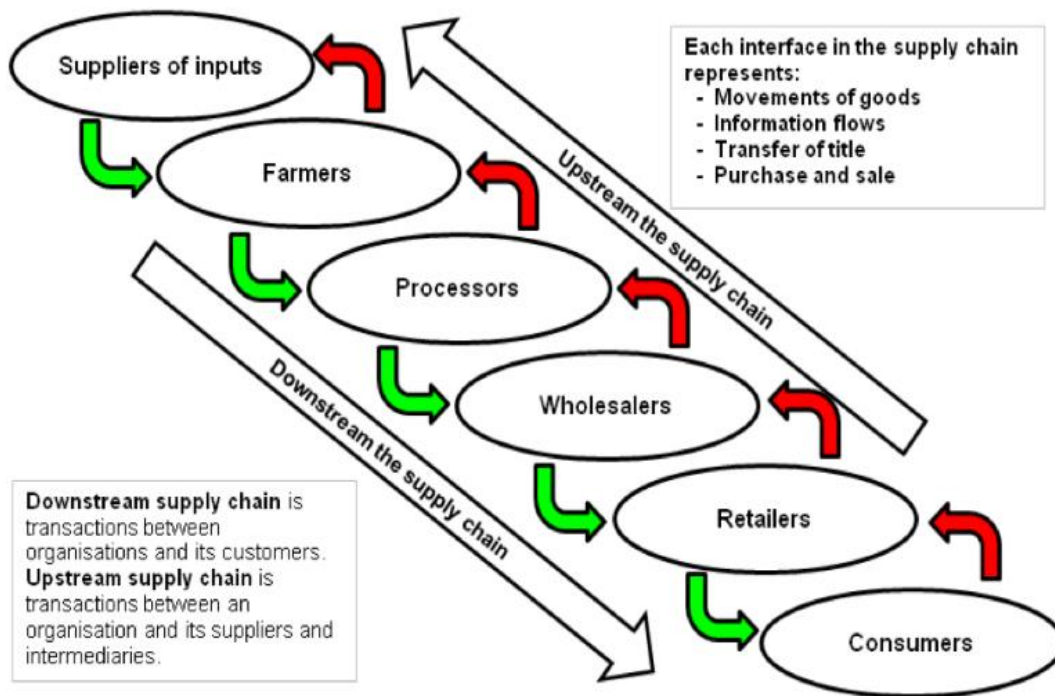 Suppliers of inputs
Each interface in the supply chain
represents:
- Movements of goods
- Information flows
- Transfer of title
- Purchase and sale
Farmers
Upstream the supply chain
Processors
Downstream the supply chain
Wholesalers
Downstream supply chain is
transactions between
organisations and its customers.
Upstream supply chain is
transactions between an
organisation and its suppliers and
intermediaries.
Retailers
Consumers